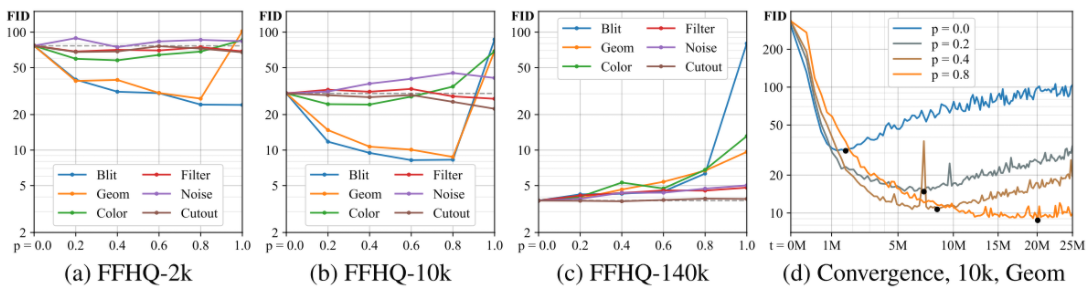 FID
100
50
20
10
5
2
Blit
Geom
Color
Filter
Noise
Cutout
p = 0.0 0.2 0.4 0.6 0.8 1.0
(a) FFHQ-2k
FID
100
50
20
10
5
2
Blit
Geom
Color
Filter
Noise
Cutout
p = 0.0 0.2 0.4 0.6 0.8 1.0
(b) FFHQ-10k
FID
100
50
20
10
5
2
Blit
Geom
Color
Filter
Noise
Cutout
p = 0.0 0.2 0.4 0.6 0.8 1.0
(c) FFHQ-140k
FID
200
100
50
20
10
p = 0.0
p = 0.2
p = 0.4
p = 0.8
t = 0M 1M 5M 10M 15M 20M 25M
(d) Convergence, 10k, Geom